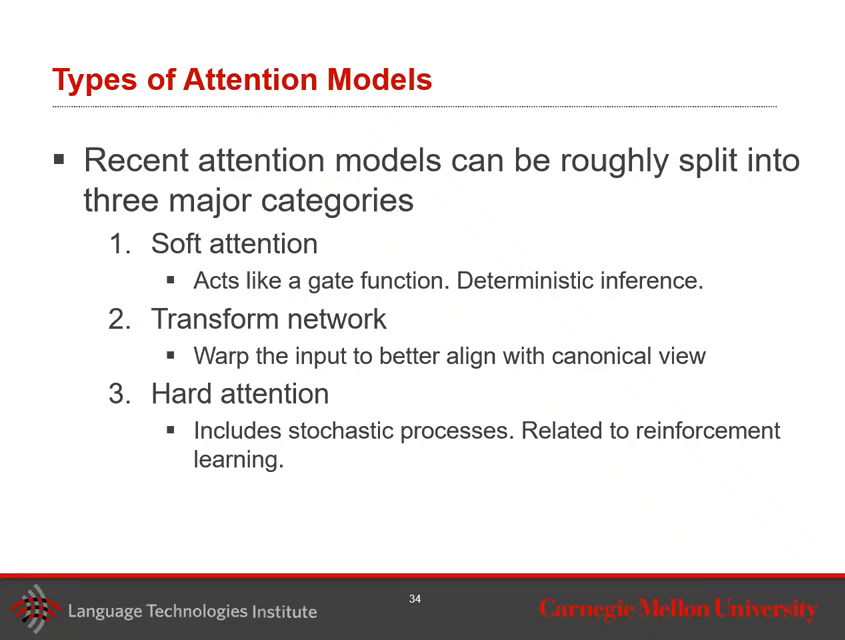 Types of Attention Models
▪ Recent attention models can be roughly split into
three major categories
1. Soft attention
▪ Acts like a gate function. Deterministic inference.
2. Transform network
▪ Warp the input to better align with canonical view
3. Hard attention
▪ Includes stochastic processes. Related to reinforcement
learning.
34
Language Technologies Institute
Carnegie Mellon University